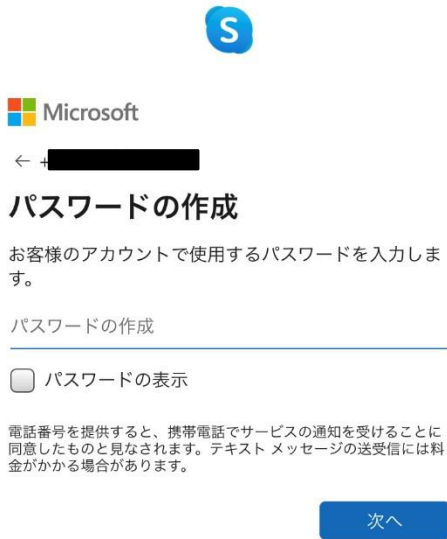 S
Microsoft
← +
パスワードの作成
お客様のアカウントで使用するパスワードを入力しま
す。
パスワードの作成
パスワードの表示
電話番号を提供すると、携帯電話でサービスの通知を受けることに
同意したものと見なされます。テキスト メッセージの送受信には料
金がかかる場合があります。
次へ